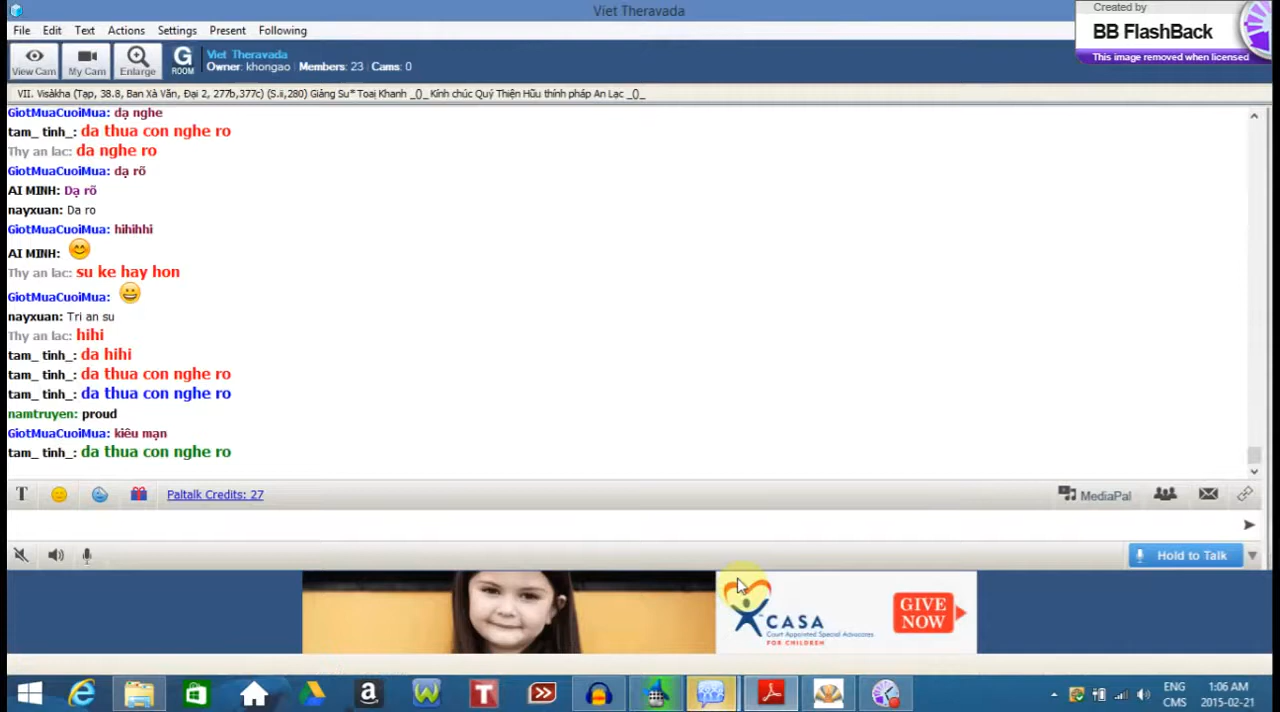 Viet Theravada
Created by
BB FlashBack
This image removed when licensed
File Edit Text Actions Settings Present Following
View Cam My Cam Enlarge G ROOM
Viet Theravada
Owner: khongao Members: 23 Cams: 0
VII. Visàkha (Tạp, 38.8, Ban Xà Văn, Đại 2, 277b,377c) (S.ii,280) Giảng Sư* Toại Khanh _()_ Kính chúc Quý Thiện Hữu thính pháp An Lạc _()_
GiotMuaCuoiMua: dạ nghe
tam_ tinh_: da thua con nghe ro
Thy an lac: da nghe ro
GiotMuaCuoiMua: dạ rõ
AI MINH: Dạ rõ
nayxuan: Da ro
GiotMuaCuoiMua: hihihhi
AI MINH:
Thy an lac: su ke hay hon
GiotMuaCuoiMua:
nayxuan: Tri an su
Thy an lac: hihi
tam_ tinh_: da hihi
tam_ tinh_: da thua con nghe ro
tam_ tinh_: da thua con nghe ro
namtruyen: proud
GiotMuaCuoiMua: kiêu mạn
tam_ tinh_: da thua con nghe ro
T Paltalk Credits: 27 MediaPal
Hold to Talk
CASA
Court Appointed Special Advocates
FOR CHILDREN
GIVE
NOW
ENG 1:06 AM
CMS 2015-02-21